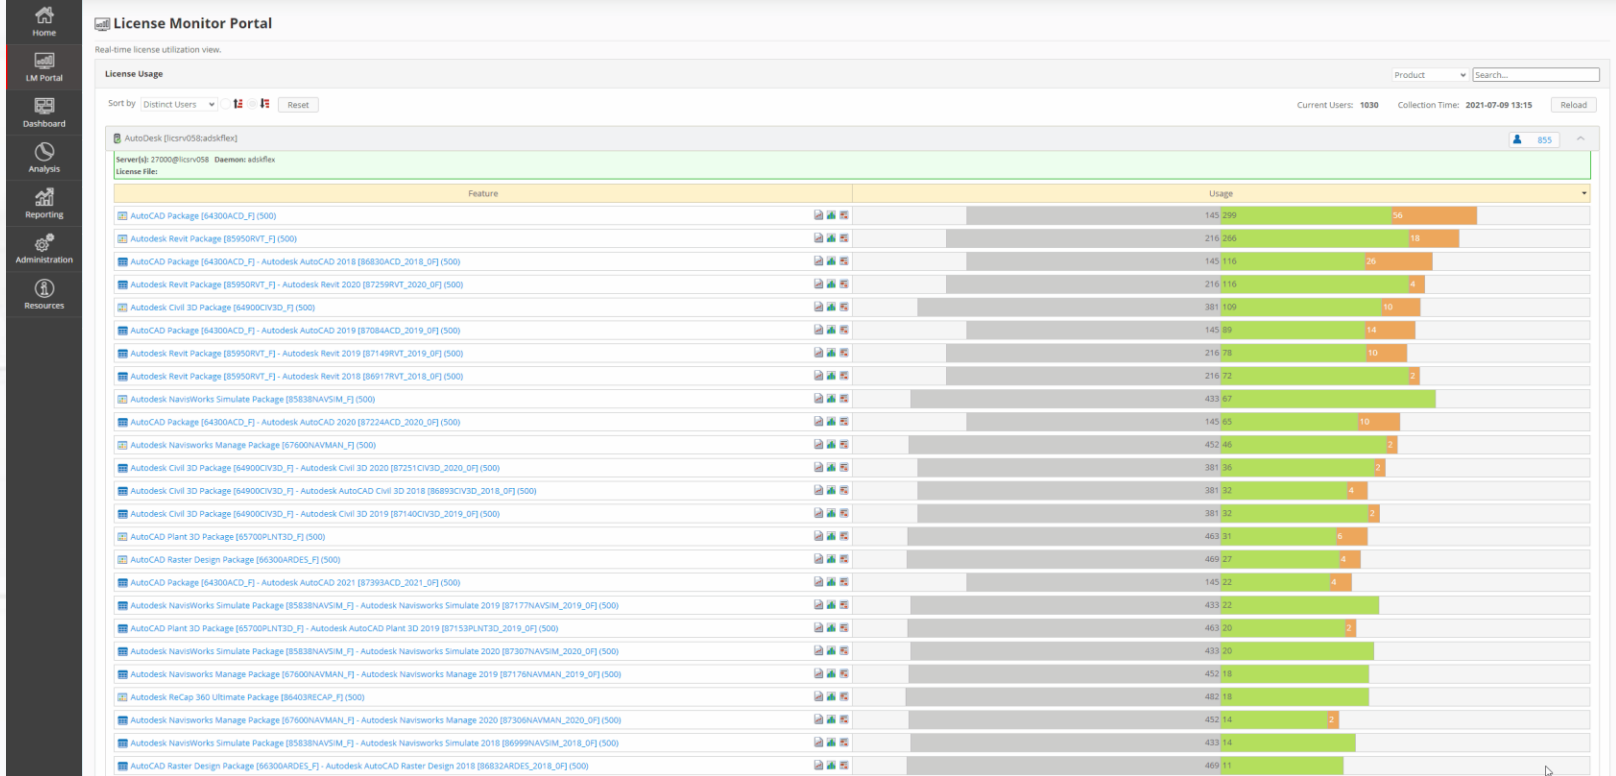 Home
LM Portal
Dashboard
Analysis
Reporting
Administration
Resources
License Monitor Portal
Real-time license utilization view.
License Usage
Product
Search...
Sort by Distinct Users Reset
Current Users: 1030 Collection Time: 2021-07-09 13:15 Reload
AutoDesk [licsrv058:adskflex] 855
Server(s): 27000@licsrv058 Daemon: adskflex
License File:
Feature Usage
AutoCAD Package [64300ACD_F] (500) 145 299 56
Autodesk Revit Package [85950RVT_F] (500) 216 266 18
AutoCAD Package [64300ACD_F] - Autodesk AutoCAD 2018 [86830ACD_2018_0F] (500) 145 116 26
Autodesk Revit Package [85950RVT_F] - Autodesk Revit 2020 [87259RVT_2020_0F] (500) 216 116 4
Autodesk Civil 3D Package [64900CIV3D_F] (500) 381 109 10
AutoCAD Package [64300ACD_F] - Autodesk AutoCAD 2019 [87084ACD_2019_0F] (500) 145 89 14
Autodesk Revit Package [85950RVT_F] - Autodesk Revit 2019 [87149RVT_2019_0F] (500) 216 78 10
Autodesk Revit Package [85950RVT_F] - Autodesk Revit 2018 [86917RVT_2018_0F] (500) 216 72 2
Autodesk NavisWorks Simulate Package [85838NAVSIM_F] (500) 433 67
AutoCAD Package [64300ACD_F] - Autodesk AutoCAD 2020 [87224ACD_2020_0F] (500) 145 65 10
Autodesk Navisworks Manage Package [67600NAVMAN_F] (500) 452 46 2
Autodesk Civil 3D Package [64900CIV3D_F] - Autodesk Civil 3D 2020 [87251CIV3D_2020_0F] (500) 381 36 2
Autodesk Civil 3D Package [64900CIV3D_F] - Autodesk AutoCAD Civil 3D 2018 [86893CIV3D_2018_0F] (500) 381 32 4
Autodesk Civil 3D Package [64900CIV3D_F] - Autodesk Civil 3D 2019 [87140CIV3D_2019_0F] (500) 381 32 2
AutoCAD Plant 3D Package [65700PLNT3D_F] (500) 463 31 6
AutoCAD Raster Design Package [66300ARDES_F] (500) 469 27 4
AutoCAD Package [64300ACD_F] - Autodesk AutoCAD 2021 [87393ACD_2021_0F] (500) 145 22 4
Autodesk NavisWorks Simulate Package [85838NAVSIM_F] - Autodesk Navisworks Simulate 2019 [87177NAVSIM_2019_0F] (500) 433 22
AutoCAD Plant 3D Package [65700PLNT3D_F] - Autodesk AutoCAD Plant 3D 2019 [87153PLNT3D_2019_0F] (500) 463 20 2
Autodesk NavisWorks Simulate Package [85838NAVSIM_F] - Autodesk Navisworks Simulate 2020 [87307NAVSIM_2020_0F] (500) 433 20
Autodesk Navisworks Manage Package [67600NAVMAN_F] - Autodesk Navisworks Manage 2019 [87176NAVMAN_2019_0F] (500) 452 18
Autodesk ReCap 360 Ultimate Package [86403RECAP_F] (500) 482 18
Autodesk Navisworks Manage Package [67600NAVMAN_F] - Autodesk Navisworks Manage 2020 [87306NAVMAN_2020_0F] (500) 452 14 2
Autodesk NavisWorks Simulate Package [85838NAVSIM_F] - Autodesk Navisworks Simulate 2018 [86999NAVSIM_2018_0F] (500) 433 14
AutoCAD Raster Design Package [66300ARDES_F] - Autodesk AutoCAD Raster Design 2018 [86832ARDES_2018_0F] (500) 469 11